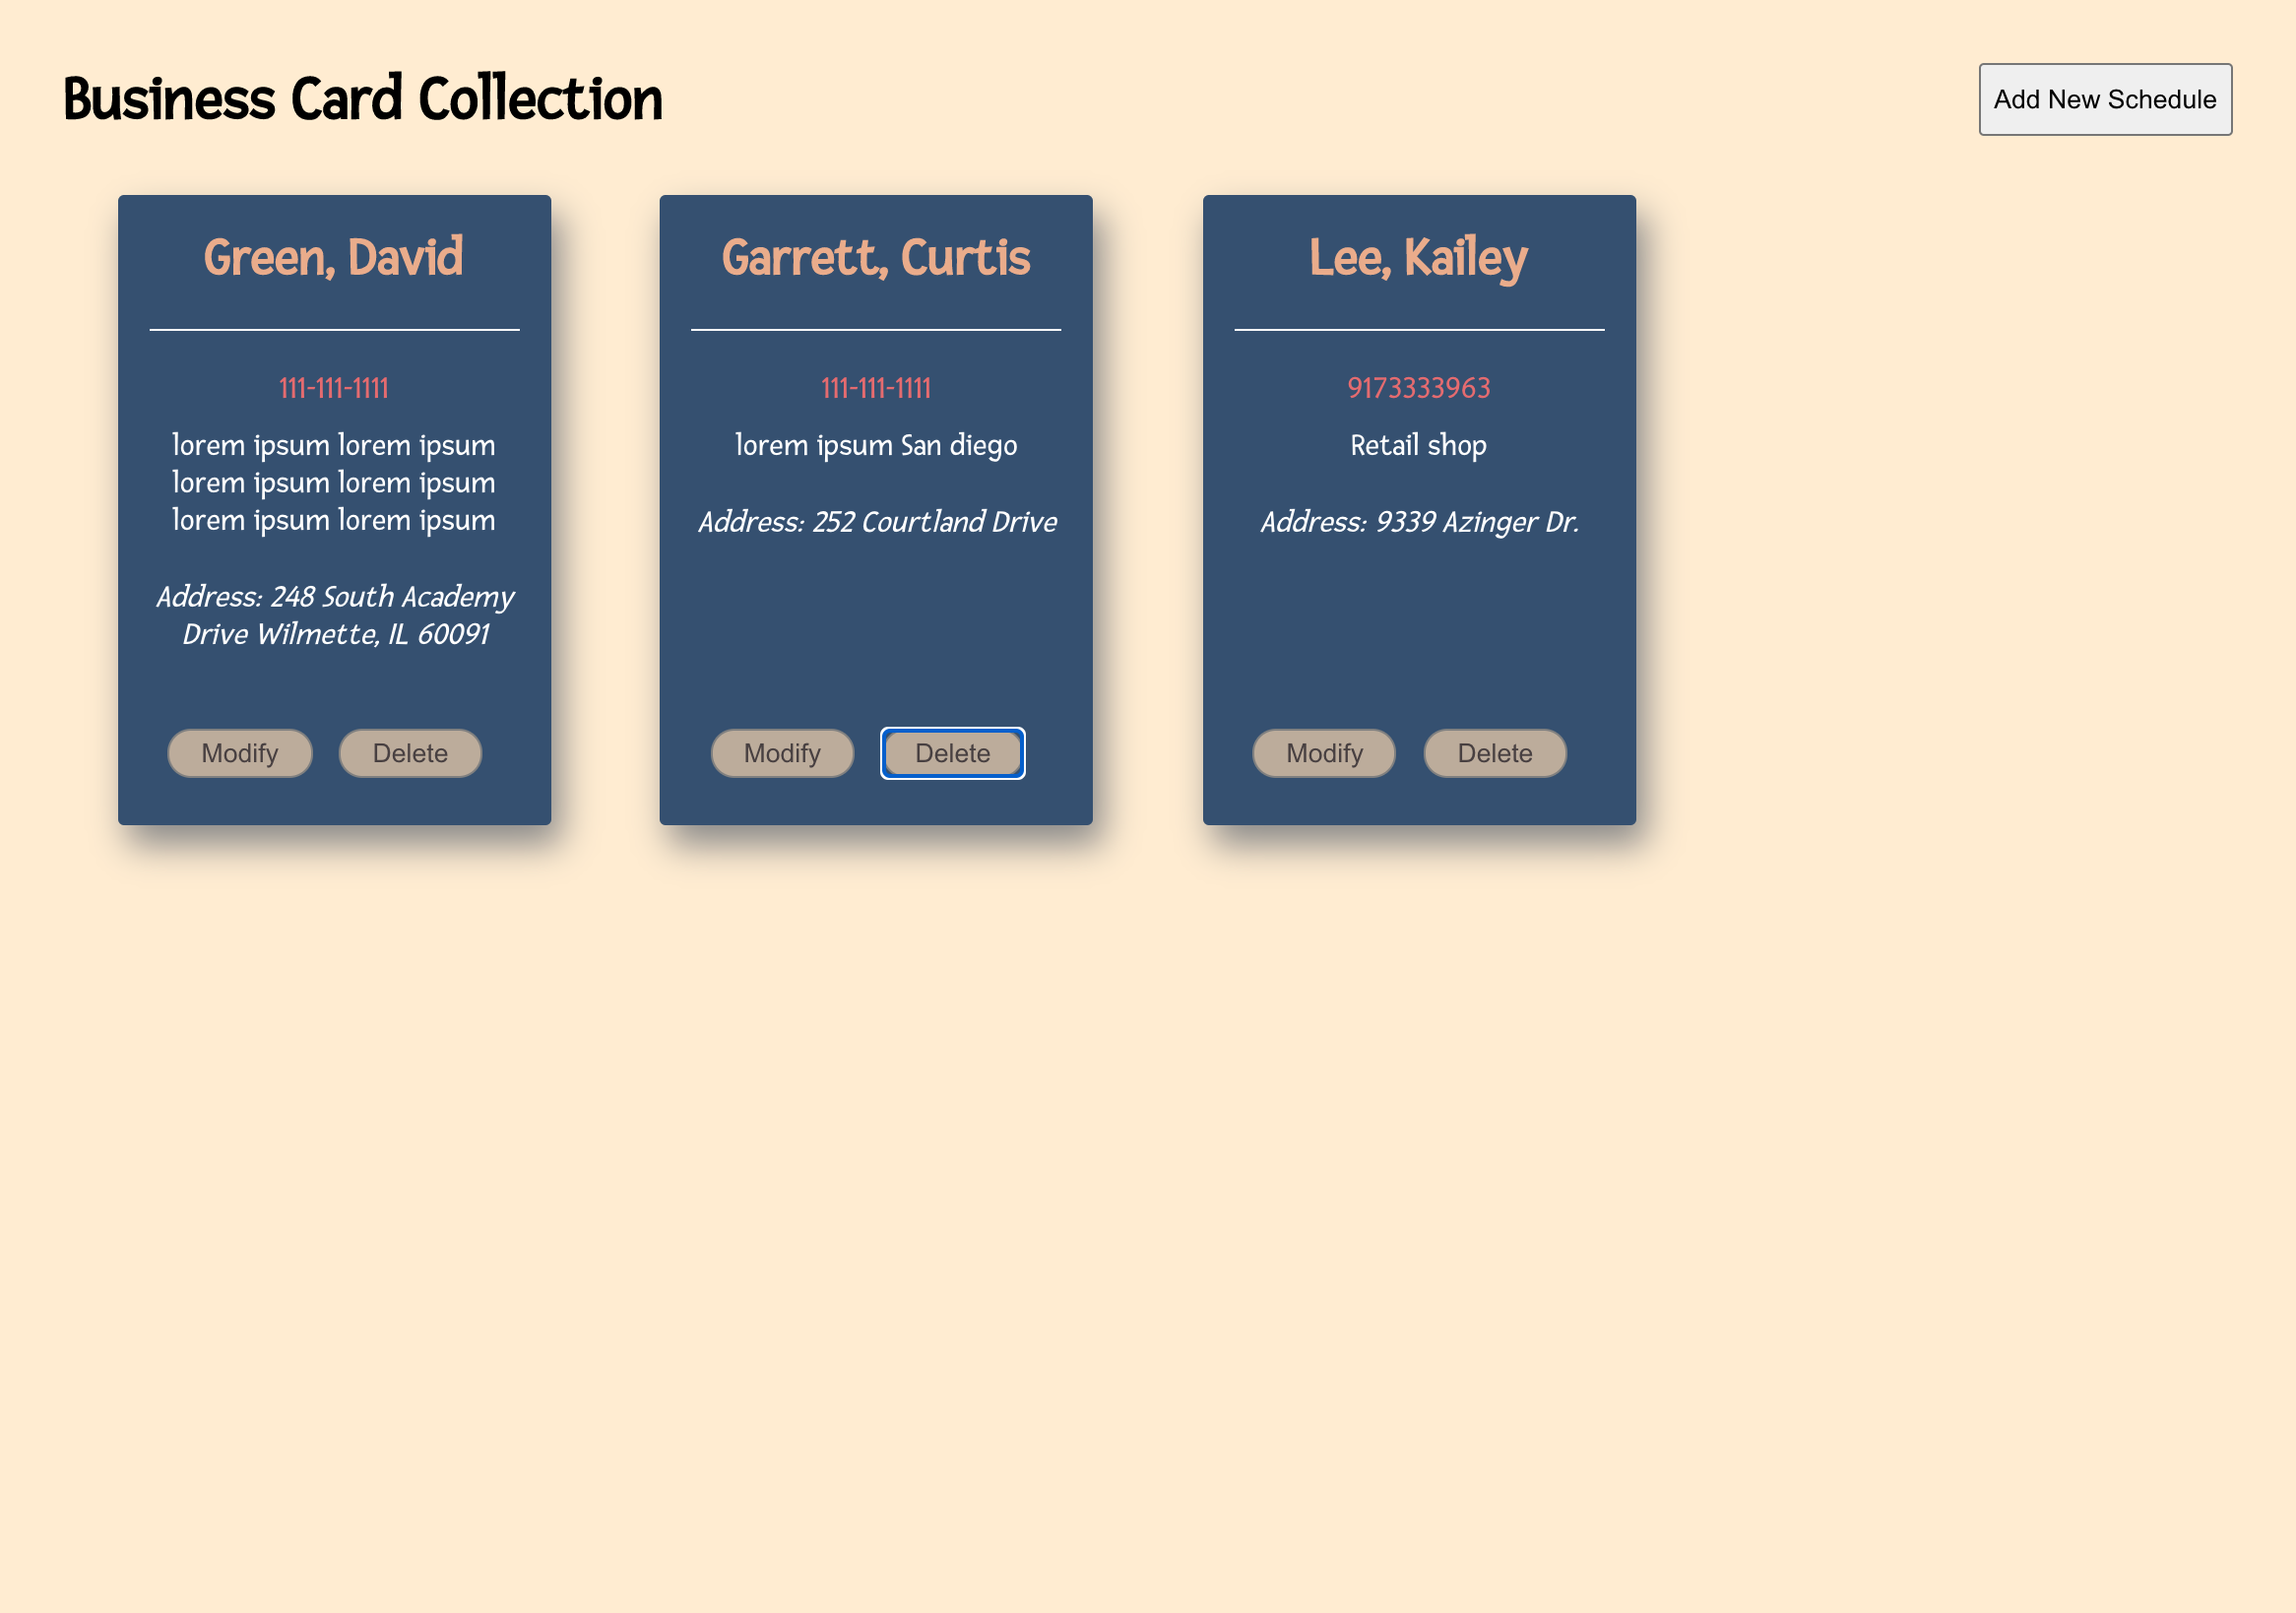 Business Card Collection
Add New Schedule
Green, David
111-111-1111
lorem ipsum lorem ipsum
lorem ipsum lorem ipsum
lorem ipsum lorem ipsum
Address: 248 South Academy
Drive Wilmette, IL 60091
Modify Delete
Garrett, Curtis
111-111-1111
lorem ipsum San diego
Address: 252 Courtland Drive
Modify Delete
Lee, Kailey
9173333963
Retail shop
Address: 9339 Azinger Dr.
Modify Delete